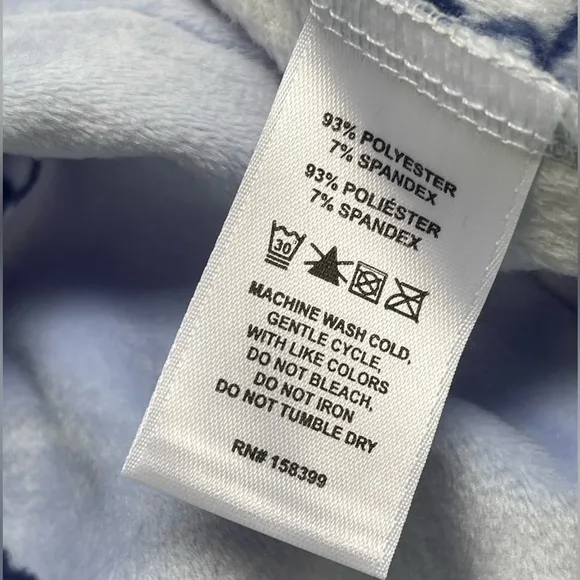 93% POLYESTER
7% SPANDEX
93% POLIÉSTER
7% SPANDEX
30
MACHINE WASH COLD,
GENTLE CYCLE,
WITH LIKE COLORS
DO NOT BLEACH,
DO NOT IRON
DO NOT TUMBLE DRY
RN# 158399